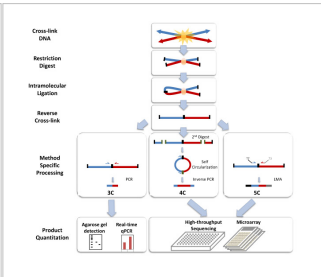 Cross-link
DNA
Restriction
Digest
Intramolecular
Ligation
Reverse
Cross-link
2nd Digest
Method
Specific
Processing
Self
Circularization
PCR
Inverse PCR
LMA
3C
4C
5C
Product
Quantitation
Agarose gel
detection
Real-time
qPCR
High-throughput
Sequencing
Microarray